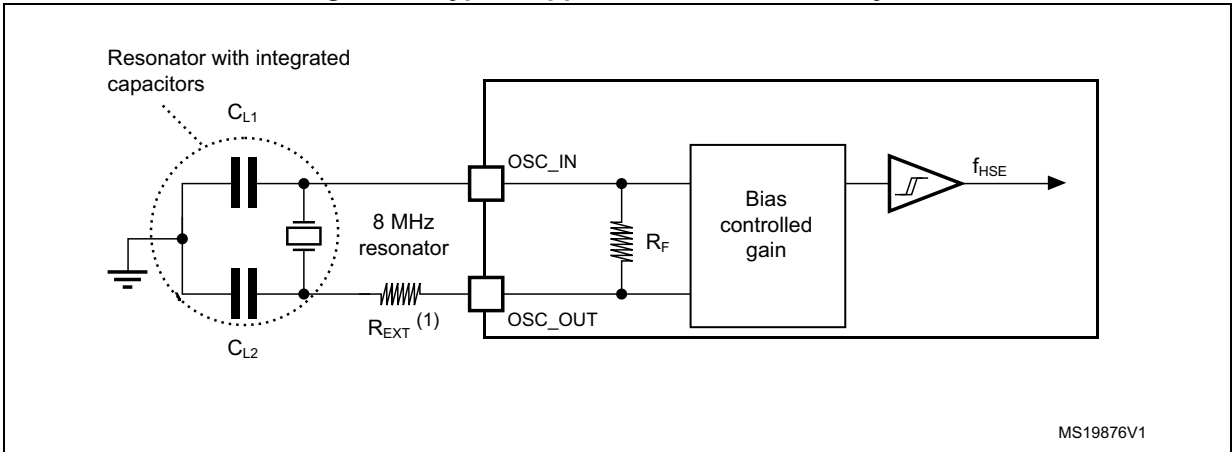 Resonator with integrated
capacitors
CL1
OSC_IN
fHSE
8 MHz
resonator
RF
Bias
controlled
gain
REXT (1)
OSC_OUT
CL2
MS19876V1